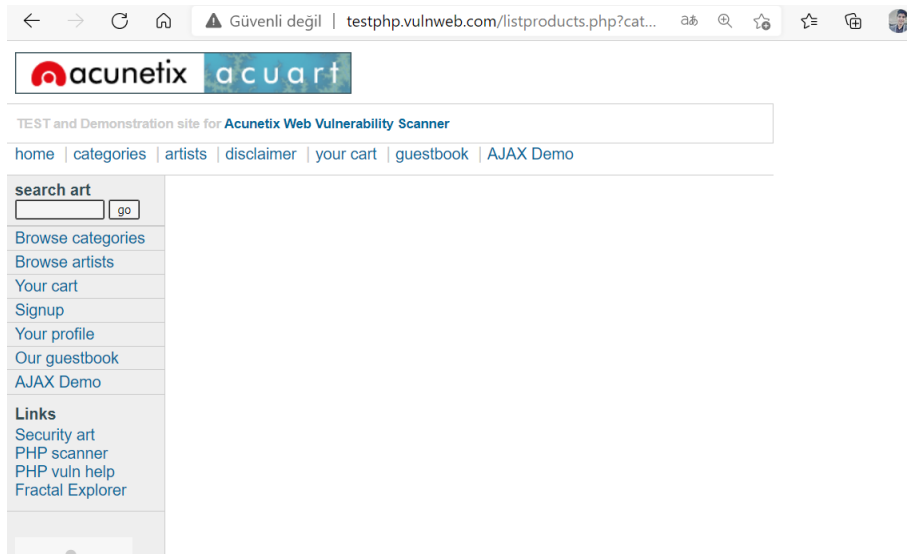 Güvenli değil | testphp.vulnweb.com/listproducts.php?cat... aあ
acunetix acuart
TEST and Demonstration site for Acunetix Web Vulnerability Scanner
home | categories | artists | disclaimer | your cart | guestbook | AJAX Demo
search art
go
Browse categories
Browse artists
Your cart
Signup
Your profile
Our guestbook
AJAX Demo
Links
Security art
PHP scanner
PHP vuln help
Fractal Explorer